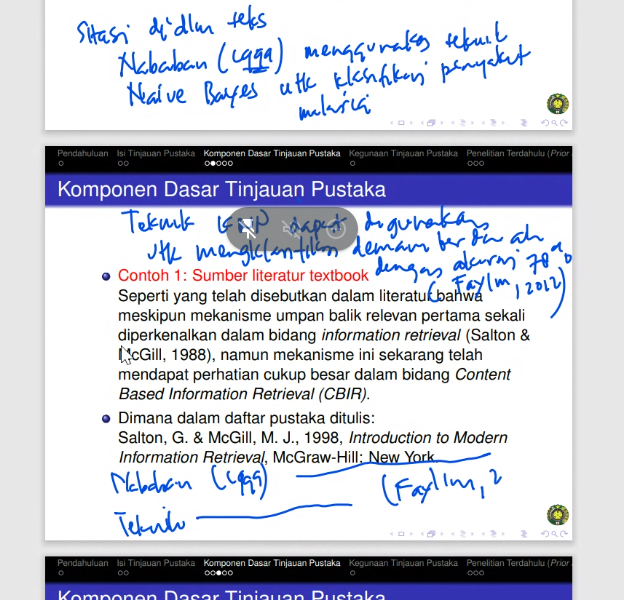 Sitasi di dlm teks
Nababan (1999) menggunakan teknik
Naive Bayes utk klasifikasi penyakit
malaria
Pendahuluan Isi Tinjauan Pustaka Komponen Dasar Tinjauan Pustaka Kegunaan Tinjauan Pustaka Penelitian Terdahulu (Prior
Komponen Dasar Tinjauan Pustaka
Teknik dapat digunakan
utk demam berdarah
dengan akurasi 78%
(Faylim, 2012)
Contoh 1: Sumber literatur textbook
Seperti yang telah disebutkan dalam literatur bahwa
meskipun mekanisme umpan balik relevan pertama sekali
diperkenalkan dalam bidang information retrieval (Salton &
McGill, 1988), namun mekanisme ini sekarang telah
mendapat perhatian cukup besar dalam bidang Content
Based Information Retrieval (CBIR).
Dimana dalam daftar pustaka ditulis:
Salton, G. & McGill, M. J., 1998, Introduction to Modern
Information Retrieval, McGraw-Hill: New York.
Nababan (1999) (Faylim, 2
Teknik
Pendahuluan Isi Tinjauan Pustaka Komponen Dasar Tinjauan Pustaka Kegunaan Tinjauan Pustaka Penelitian Terdahulu (Prior
Komponen Dasar Tinjauan Pustaka